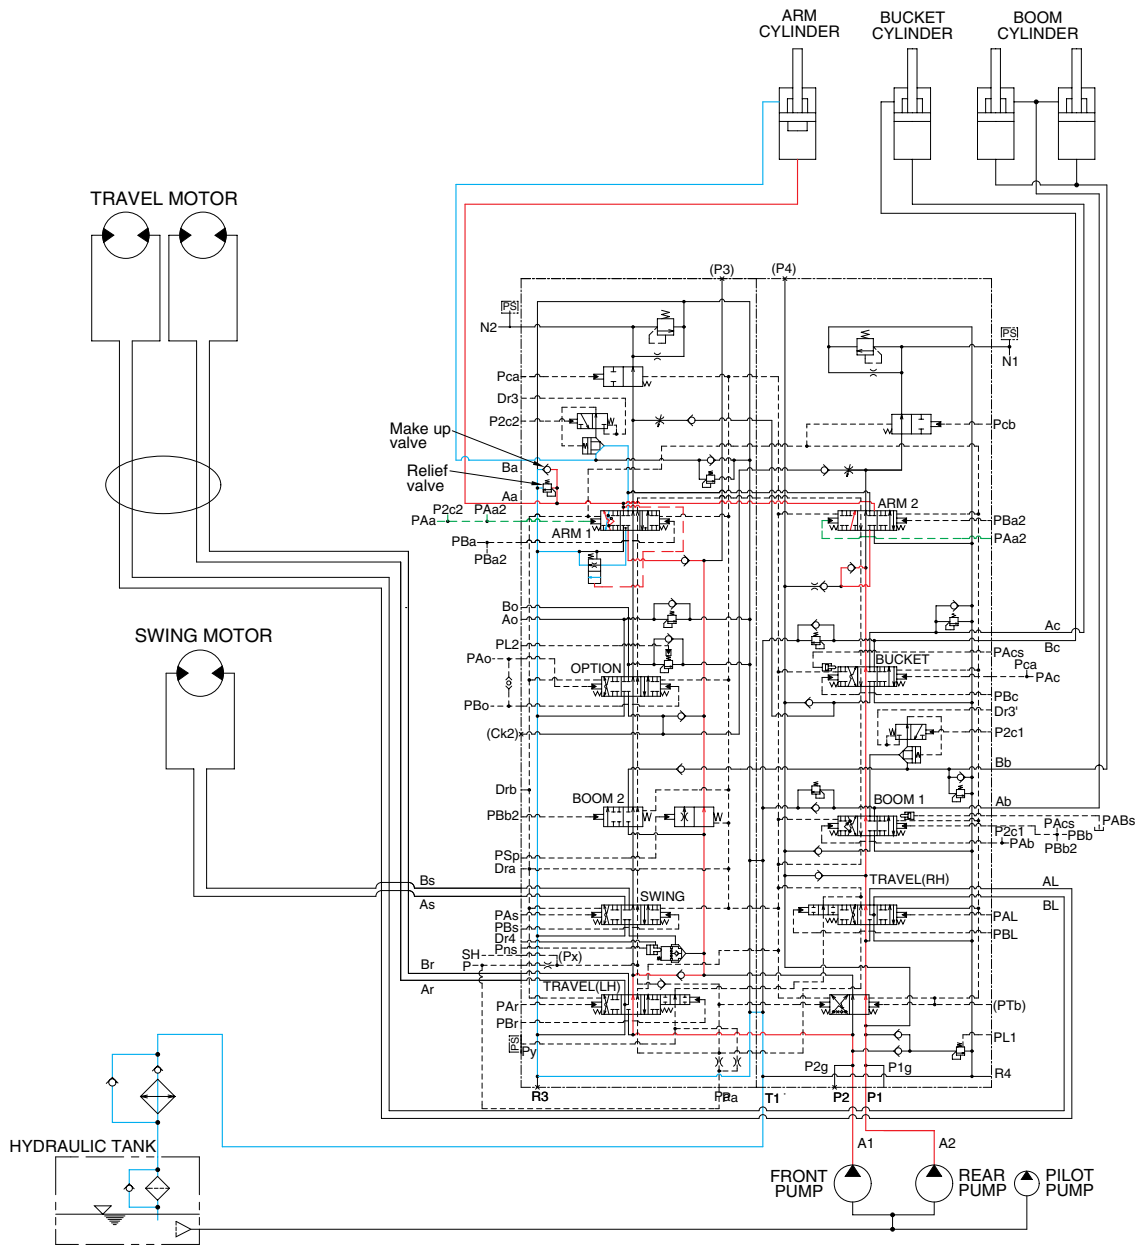 ARM
CYLINDER
BUCKET
CYLINDER
BOOM
CYLINDER
TRAVEL MOTOR
(P3)
(P4)
PS
N2
PS
N1
Pca
Dr3
P2c2
Pcb
Make up
valve
Ba
Relief
valve
Aa
P2c2
PAa2
PAa
ARM 1
ARM 2
PBa2
PAa2
PBa
PBa2
Bo
Ao
PL2
PAo
OPTION
PBo
(Ck2)
Ac
Bc
PAcs
Pca
BUCKET
PAc
PBc
Dr3'
P2c1
SWING MOTOR
Bb
Drb
BOOM 2
PBb2
BOOM 1
Ab
PAcs
PABs
P2c1
PBb
PAb
PBb2
PSp
Dra
TRAVEL(RH)
Bs
As
AL
BL
SWING
PAs
PBs
Dr4
Pns
PAL
PBL
SH
P
(Px)
Br
Ar
TRAVEL(LH)
PAr
PBr
(PTb)
PS
Py
PL1
P2g
P1g
R4
R3
Pa
T1
P2
P1
A1
A2
HYDRAULIC TANK
FRONT
PUMP
REAR
PUMP
PILOT
PUMP